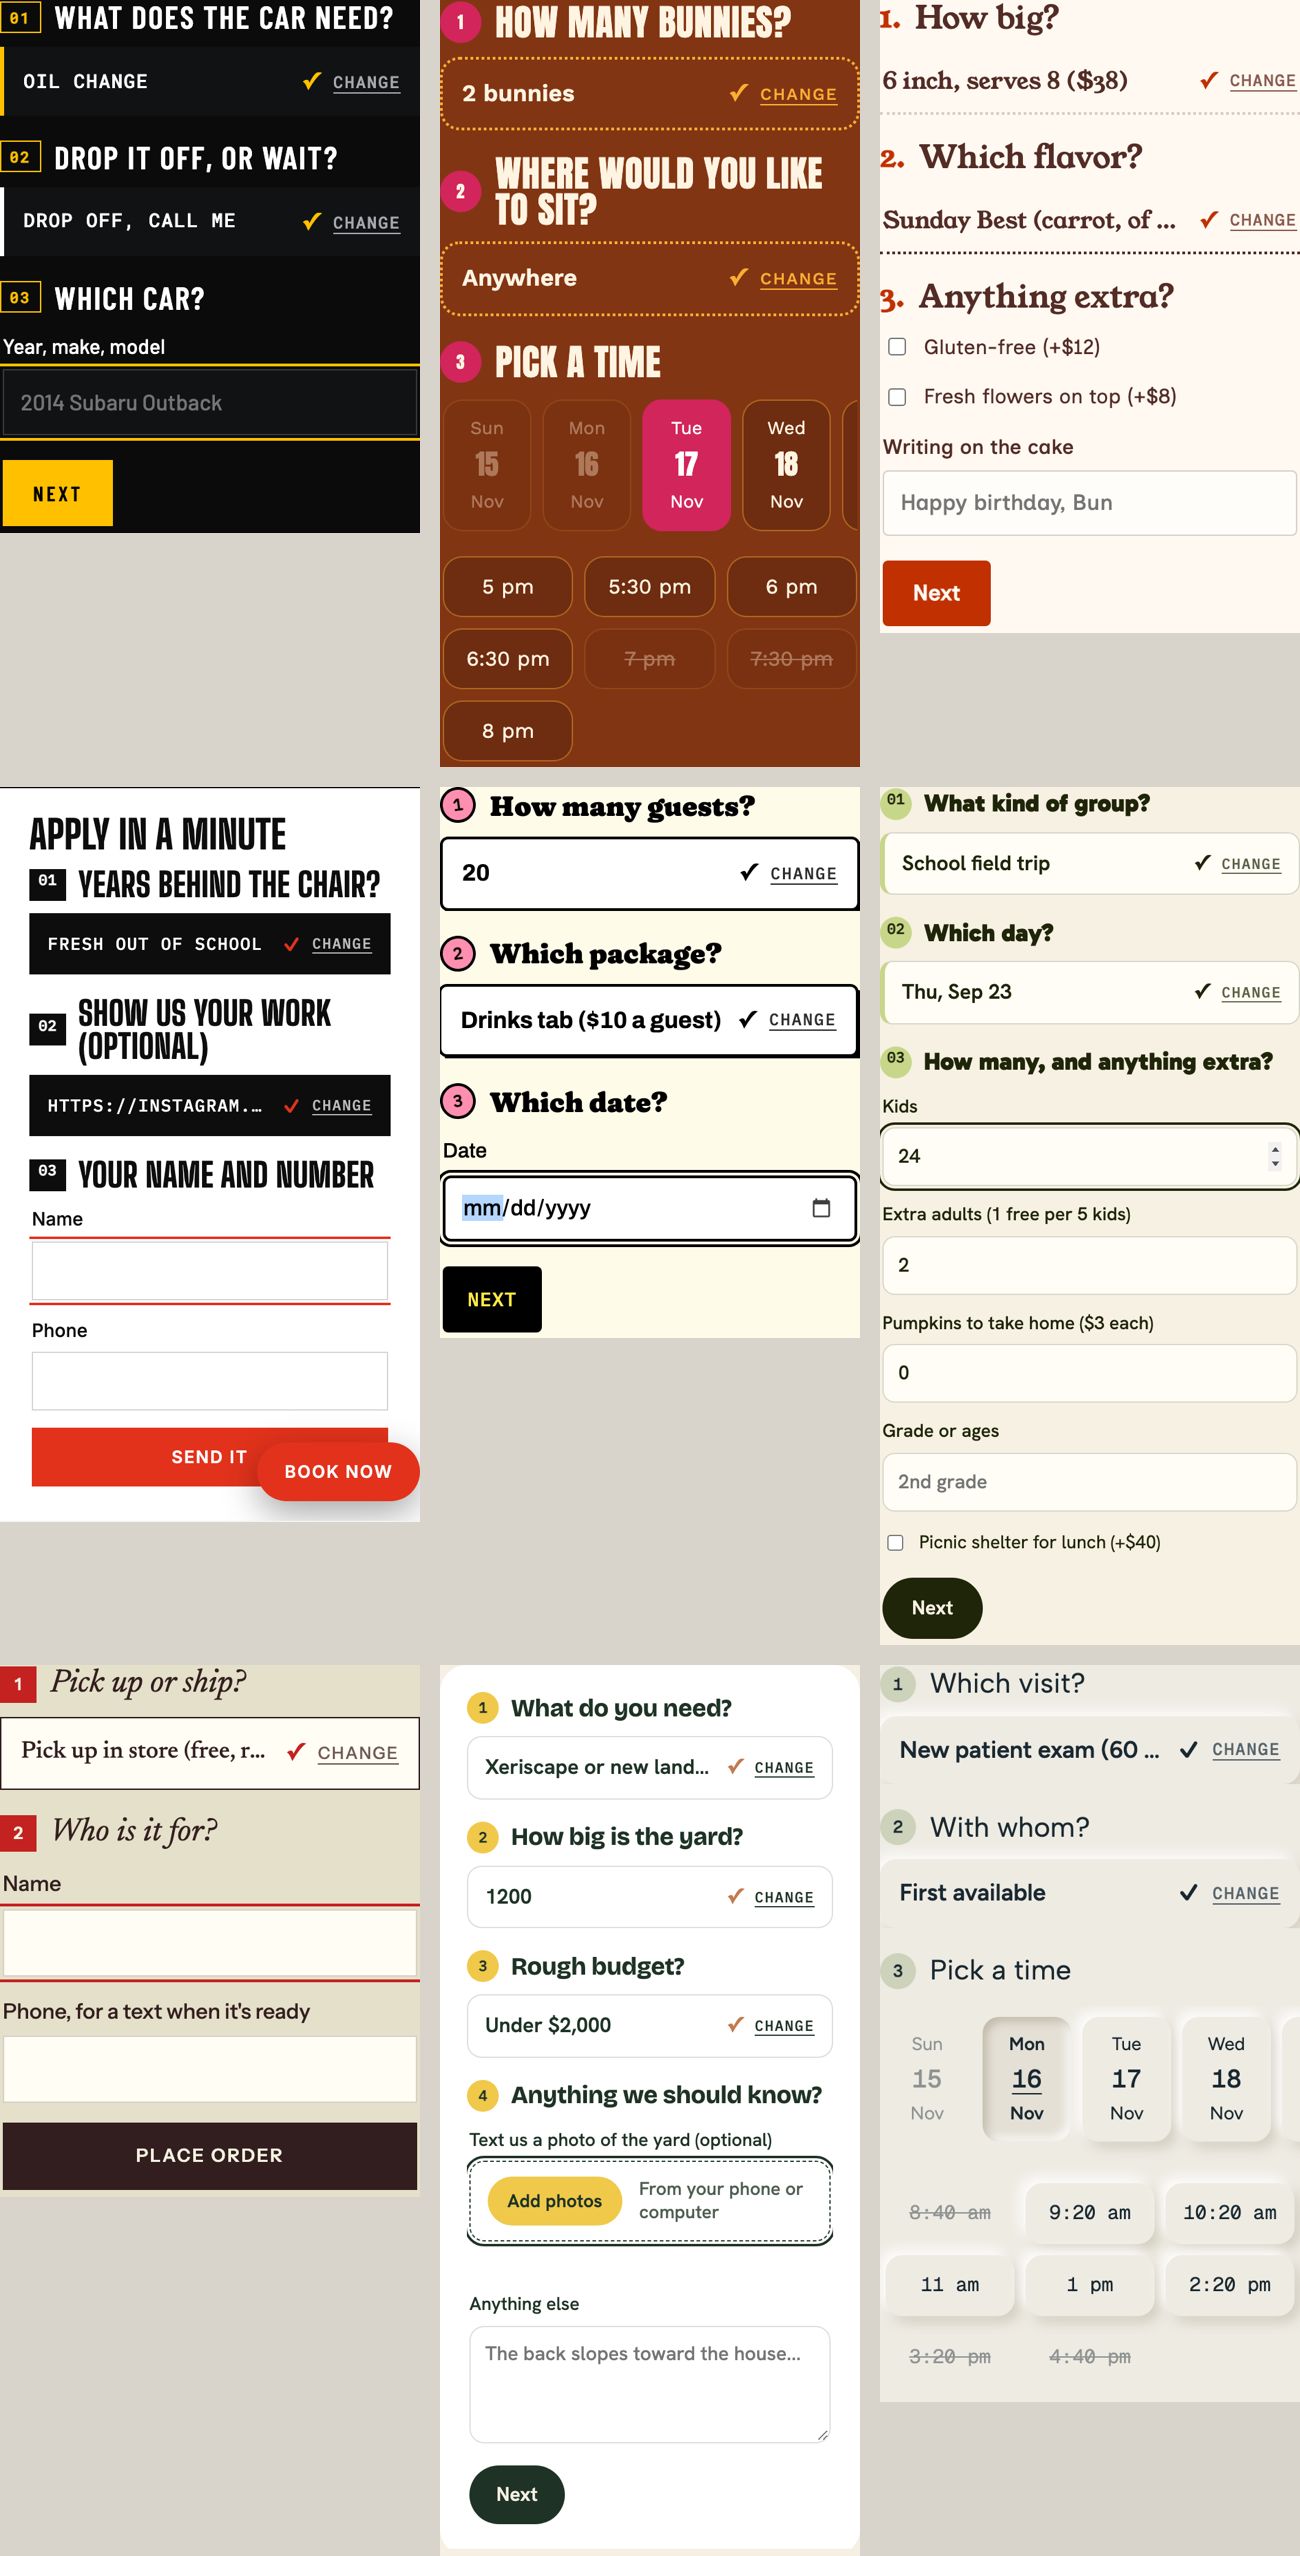 01 WHAT DOES THE CAR NEED?
OIL CHANGE ✓ CHANGE
02 DROP IT OFF, OR WAIT?
DROP OFF, CALL ME ✓ CHANGE
03 WHICH CAR?
Year, make, model
2014 Subaru Outback
NEXT
1 HOW MANY BUNNIES?
2 bunnies ✓ CHANGE
2 WHERE WOULD YOU LIKE
TO SIT?
Anywhere ✓ CHANGE
3 PICK A TIME
Sun Mon Tue Wed
15 16 17 18
Nov Nov Nov Nov
5 pm 5:30 pm 6 pm
6:30 pm 7 pm 7:30 pm
8 pm
1. How big?
6 inch, serves 8 ($38) ✓ CHANGE
2. Which flavor?
Sunday Best (carrot, of ... ✓ CHANGE
3. Anything extra?
Gluten-free (+$12)
Fresh flowers on top (+$8)
Writing on the cake
Happy birthday, Bun
Next
APPLY IN A MINUTE
01 YEARS BEHIND THE CHAIR?
FRESH OUT OF SCHOOL ✓ CHANGE
02 SHOW US YOUR WORK
(OPTIONAL)
HTTPS://INSTAGRAM.… ✓ CHANGE
03 YOUR NAME AND NUMBER
Name
Phone
SEND IT
BOOK NOW
1 How many guests?
20 ✓ CHANGE
2 Which package?
Drinks tab ($10 a guest) ✓ CHANGE
3 Which date?
Date
mm/dd/yyyy
NEXT
01 What kind of group?
School field trip ✓ CHANGE
02 Which day?
Thu, Sep 23 ✓ CHANGE
03 How many, and anything extra?
Kids
24
Extra adults (1 free per 5 kids)
2
Pumpkins to take home ($3 each)
0
Grade or ages
2nd grade
Picnic shelter for lunch (+$40)
Next
1 Pick up or ship?
Pick up in store (free, r... ✓ CHANGE
2 Who is it for?
Name
Phone, for a text when it's ready
PLACE ORDER
1 What do you need?
Xeriscape or new land... ✓ CHANGE
2 How big is the yard?
1200 ✓ CHANGE
3 Rough budget?
Under $2,000 ✓ CHANGE
4 Anything we should know?
Text us a photo of the yard (optional)
Add photos From your phone or
computer
Anything else
The back slopes toward the house...
Next
1 Which visit?
New patient exam (60 ... ✓ CHANGE
2 With whom?
First available ✓ CHANGE
3 Pick a time
Sun Mon Tue Wed
15 16 17 18
Nov Nov Nov Nov
8:40 am 9:20 am 10:20 am
11 am 1 pm 2:20 pm
3:20 pm 4:40 pm